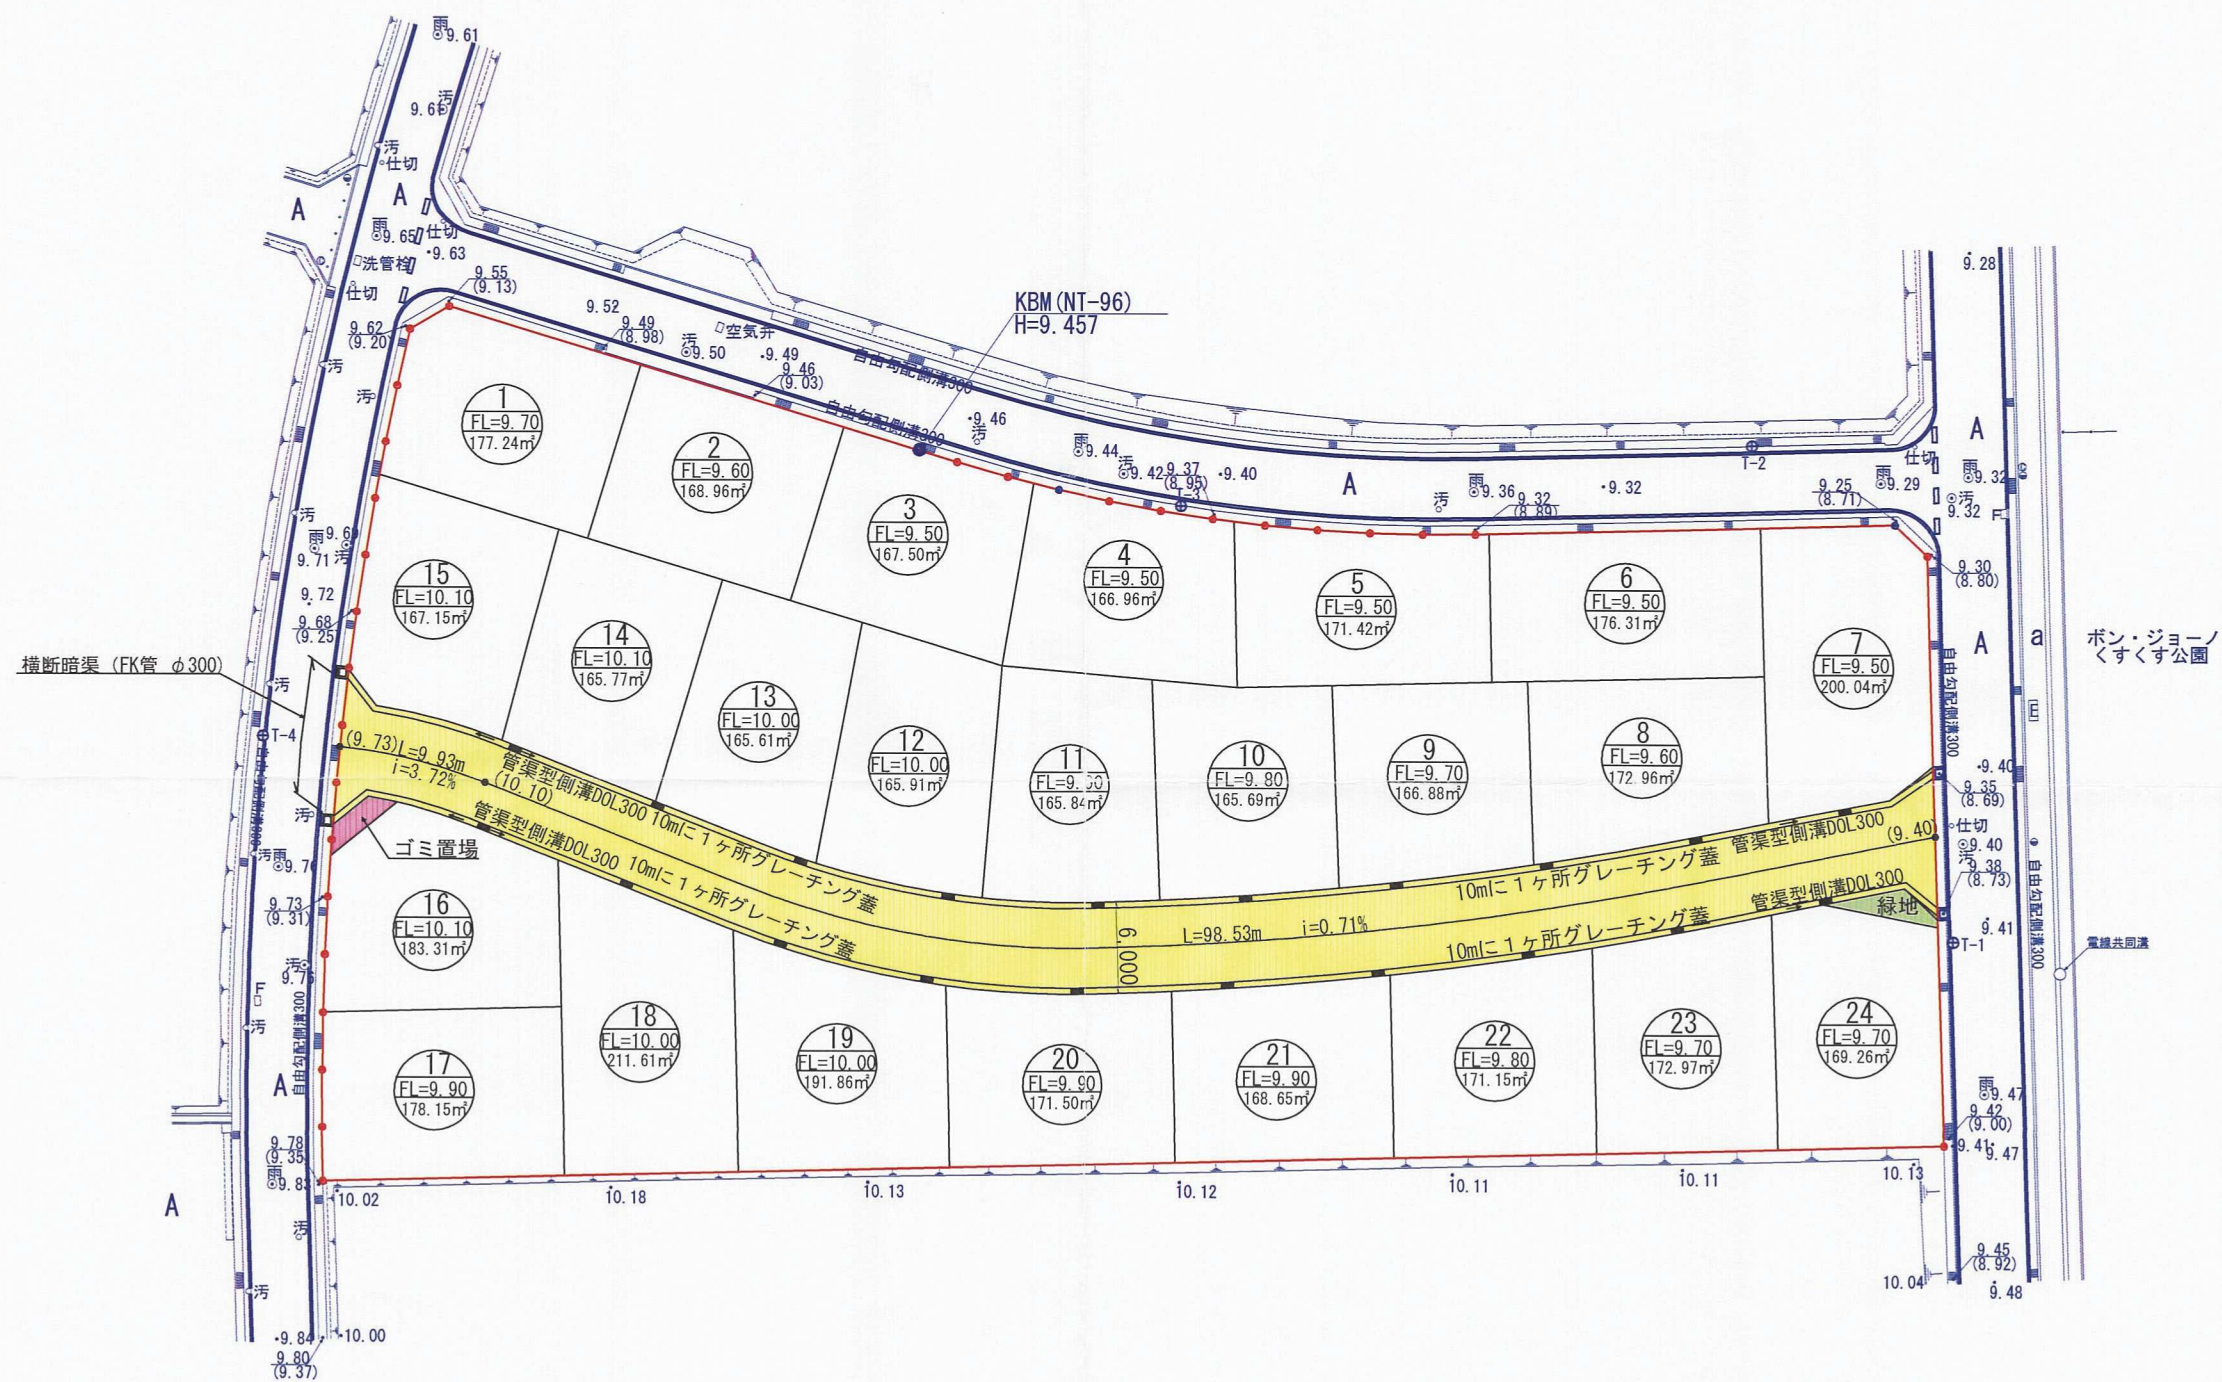 雨
9.61
汚
9.61
汚
仕切
A
A
雨
9.65
仕切
9.63
洗管栓
仕切
9.55
(9.13)
9.62
(9.20)
9.52
9.49
(8.98)
汚
9.50
空気弁
9.49
9.46
(9.03)
KBM(NT-96)
H=9.457
自由勾配側溝300
自由勾配側溝300
9.46
汚
雨
9.44
汚
9.42
9.37
(8.95)
9.40
T-3
A
汚
雨
9.36
9.32
(8.89)
9.32
T-2
9.25
(8.71)
雨
9.29
仕切
9.28
A
雨
9.32
汚
9.32
F
9.30
(8.80)
A
a
ボン・ジョーノ
くすくす公園
E
自由勾配側溝300
汚
汚
汚
雨
9.71
汚
9.72
9.68
(9.25)
横断暗渠（FK管 φ300）
汚
T-4
1
FL=9.70
177.24㎡
2
FL=9.60
168.96㎡
3
FL=9.50
167.50㎡
4
FL=9.50
166.96㎡
5
FL=9.50
171.42㎡
6
FL=9.50
176.31㎡
7
FL=9.50
200.04㎡
15
FL=10.10
167.15㎡
14
FL=10.10
165.77㎡
13
FL=10.00
165.61㎡
12
FL=10.00
165.91㎡
11
165.84㎡
10
FL=9.80
165.69㎡
9
FL=9.70
166.88㎡
8
FL=9.60
172.96㎡
(9.73)
L=9.93m
i=3.72%
(10.10)
管渠型側溝DOL300 10mに１ヶ所グレーチング蓋
管渠型側溝DOL300 10mに１ヶ所グレーチング蓋
ゴミ置場
6,000
L=98.53m
i=0.71%
10mに１ヶ所グレーチング蓋 管渠型側溝DOL300
10mに１ヶ所グレーチング蓋 管渠型側溝DOL300
(9.40)
緑地
9.40
9.35
(8.69)
仕切
9.40
汚
9.38
(8.73)
9.41
T-1
自由勾配側溝300
電線共同溝
汚
汚
雨
9.73
(9.31)
汚
F
汚
自由勾配側溝300
A
16
FL=10.10
183.31㎡
17
FL=9.90
178.15㎡
18
FL=10.00
211.61㎡
19
FL=10.00
191.86㎡
20
FL=9.90
171.50㎡
21
FL=9.90
168.65㎡
22
FL=9.80
171.15㎡
23
FL=9.70
172.97㎡
24
FL=9.70
169.26㎡
雨
9.47
9.42
(9.00)
9.41
9.47
9.78
(9.35)
雨
A
10.02
10.18
10.13
10.12
10.11
10.11
10.13
汚
汚
9.84
10.00
9.80
(9.37)
10.04
9.45
(8.92)
9.48